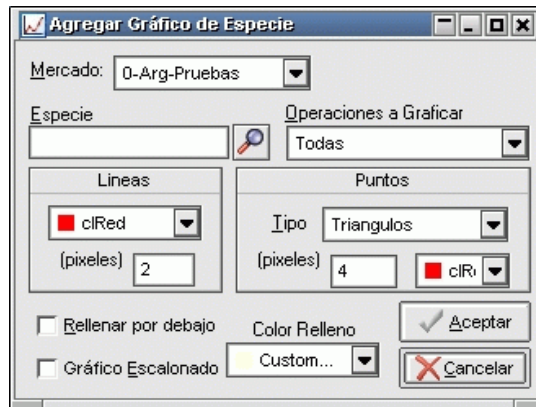 Agregar Gráfico de Especie
Mercado: 0-Arg-Pruebas
Especie
Operaciones a Graficar
Todas
Lineas
Puntos
clRed
Tipo Triangulos
(pixeles) 2
(pixeles) 4 clR
Rellenar por debajo
Color Relleno
Aceptar
Gráfico Escalonado
Custom...
Cancelar